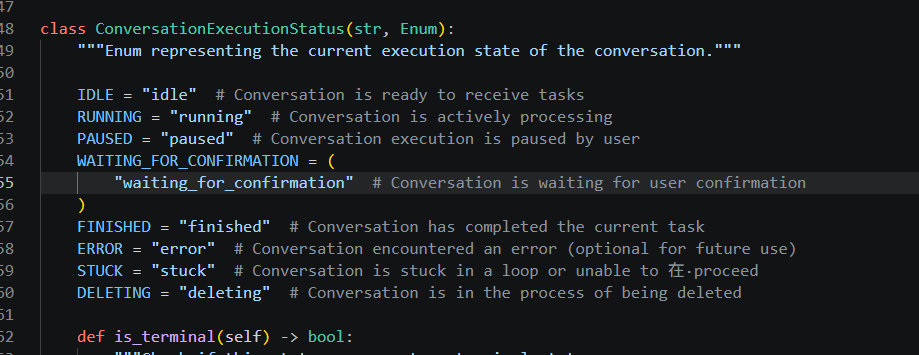 47
48 class ConversationExecutionStatus(str, Enum):
49     """Enum representing the current execution state of the conversation."""
50
51     IDLE = "idle"  # Conversation is ready to receive tasks
52     RUNNING = "running"  # Conversation is actively processing
53     PAUSED = "paused"  # Conversation execution is paused by user
54     WAITING_FOR_CONFIRMATION = (
55         "waiting_for_confirmation"  # Conversation is waiting for user confirmation
56     )
57     FINISHED = "finished"  # Conversation has completed the current task
58     ERROR = "error"  # Conversation encountered an error (optional for future use)
59     STUCK = "stuck"  # Conversation is stuck in a loop or unable to 在·proceed
60     DELETING = "deleting"  # Conversation is in the process of being deleted
61
62     def is_terminal(self) -> bool: